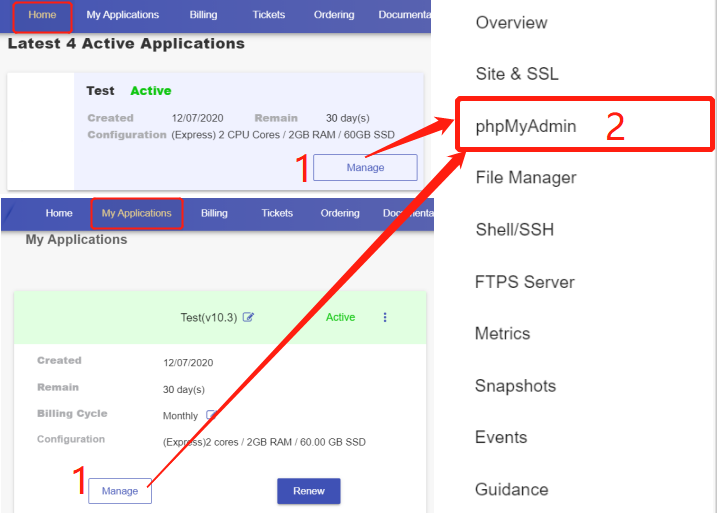 Home My Applications Billing Tickets Ordering Documenta
Latest 4 Active Applications
Test Active
Created 12/07/2020 Remain 30 day(s)
Configuration (Express) 2 CPU Cores / 2GB RAM / 60GB SSD
1 Manage
Home My Applications Billing Tickets Ordering Documenta
My Applications
Test(v10.3) Active
Created 12/07/2020
Remain 30 day(s)
Billing Cycle Monthly
Configuration (Express)2 cores / 2GB RAM / 60.00 GB SSD
1 Manage Renew
Overview
Site & SSL
phpMyAdmin 2
File Manager
Shell/SSH
FTPS Server
Metrics
Snapshots
Events
Guidance